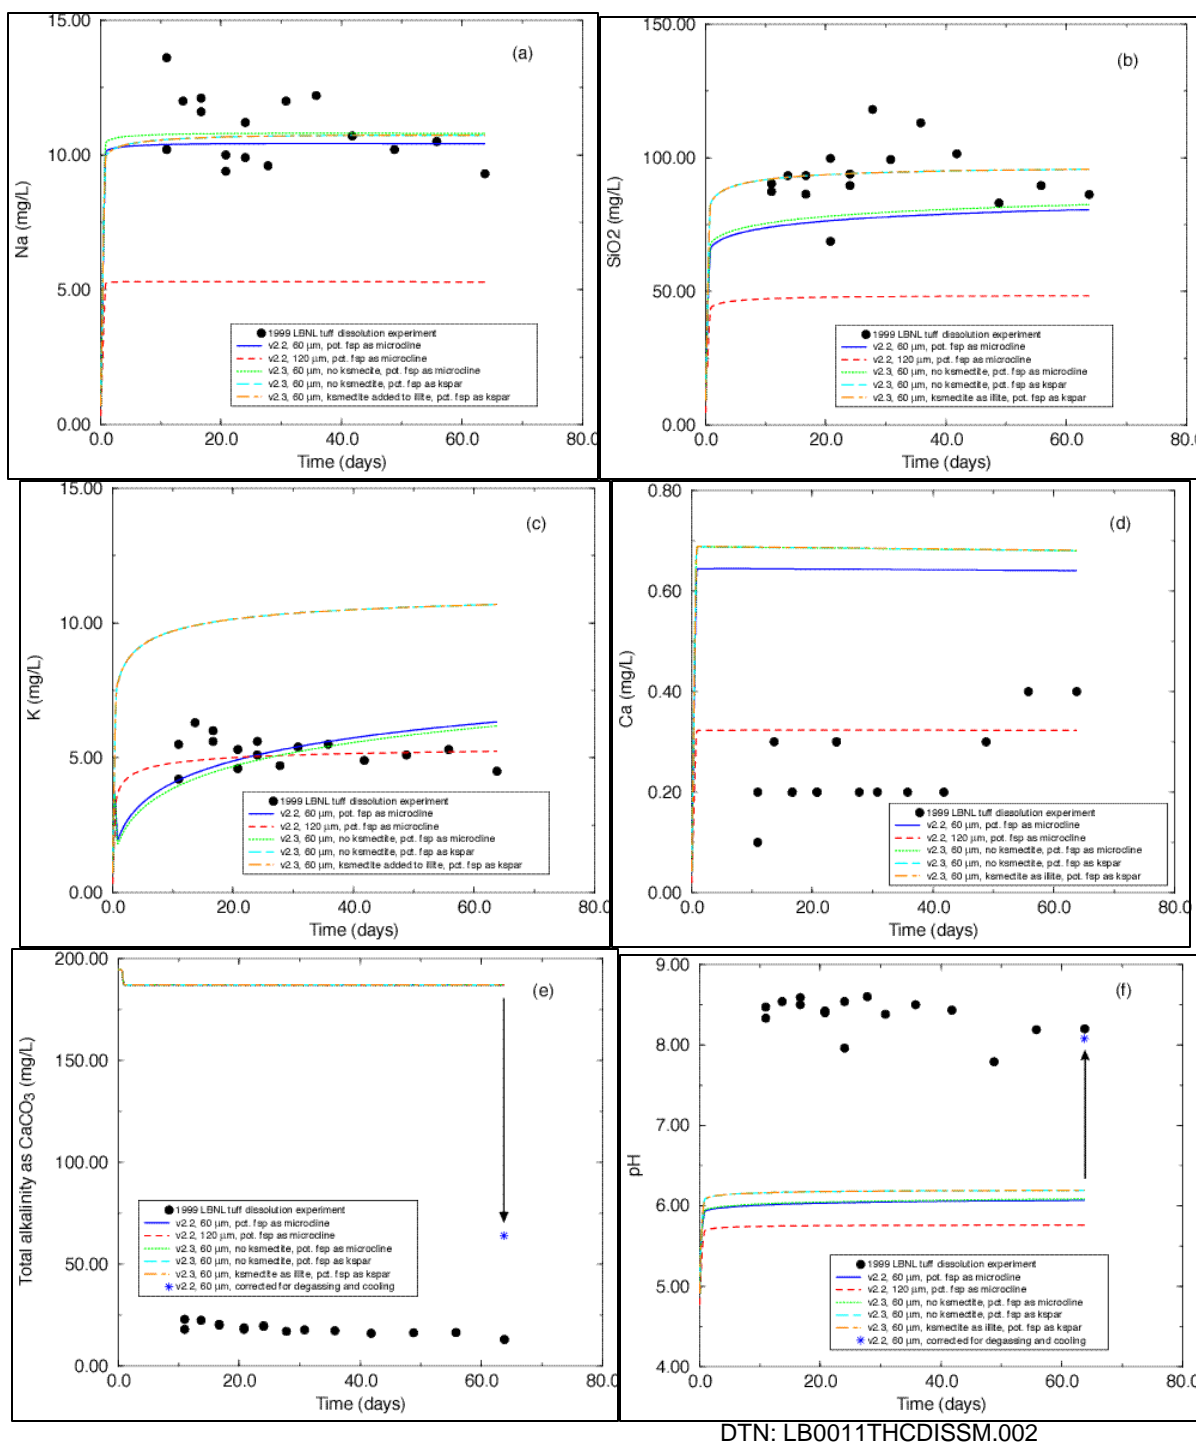 15.00
(a)
10.00
Na (mg/L)
5.00
1999 LBNL tuff dissolution experiment
v2.2, 60 μm, pot. fsp as microcline
v2.2, 120 μm, pct. fsp as microcline
v2.3, 60 μm, no ksmectite, pct. fsp as microcline
v2.3, 60 μm, no ksmectite, pct. fsp as kspar
v2.3, 60 μm, ksmectite added to illite, pct. fsp as kspar
0.00
0.0 20.0 40.0 60.0 80.0
Time (days)
150.00
(b)
100.00
SiO2 (mg/L)
50.00
1999 LBNL tuff dissolution experiment
v2.2, 60 μm, pot. fsp as microcline
v2.2, 120 μm, pct. fsp as microcline
v2.3, 60 μm, no ksmectite, pct. fsp as microcline
v2.3, 60 μm, no ksmectite, pct. fsp as kspar
v2.3, 60 μm, ksmectite as illite, pot. fsp as kspar
0.00
0.0 20.0 40.0 60.0 80.0
Time (days)
15.00
(c)
10.00
K (mg/L)
5.00
1999 LBNL tuff dissolution experiment
v2.2, 60 μm, pot. fsp as microcline
v2.2, 120 μm, pct. fsp as microcline
v2.3, 60 μm, no ksmectite, pct. fsp as microcline
v2.3, 60 μm, no ksmectite, pct. fsp as kspar
v2.3, 60 μm, ksmectite added to illite, pot. fsp as kspar
0.00
0.0 20.0 40.0 60.0 80.0
Time (days)
0.80
(d)
0.60
Ca (mg/L)
0.40
0.20
1999 LBNL tuff dissolution experiment
v2.2, 60 μm, pct. fsp as microcline
v2.2, 120 μm, pct. fsp as microcline
v2.3, 60 μm, no ksmectite, pct. fsp as microcline
v2.3, 60 μm, no ksmectite, pct. fsp as kspar
v2.3, 60 μm, ksmectite as illite, pot. fsp as kspar
0.00
0.0 20.0 40.0 60.0 80.0
Time (days)
200.00
(e)
150.00
Total alkalinity as CaCO₃ (mg/L)
100.00
1999 LBNL tuff dissolution experiment
v2.2, 60 μm, pct. fsp as microcline
v2.2, 120 μm, pot. fsp as microcline
v2.3, 60 μm, no ksmectite, pot. fsp as microcline
v2.3, 60 μm, no ksmectite, pot. fsp as kspar
v2.3, 60 μm, ksmectite as illite, pot. fsp as kspar
v2.2, 60 μm, corrected for degassing and cooling
50.00
0.00
0.0 20.0 40.0 60.0 80.0
Time (days)
9.00
(f)
8.00
7.00
pH
6.00
5.00
1999 LBNL tuff dissolution experiment
v2.2, 60 μm, pot. fsp as microcline
v2.2, 120 μm, pct. fsp as microcline
v2.3, 60 μm, no ksmectite, pct. fsp as microcline
v2.3, 60 μm, no ksmectite, pct. fsp as kspar
v2.3, 60 μm, ksmectite as illite, pot. fsp as kspar
v2.2, 60 μm, corrected for degassing and cooling
4.00
0.0 20.0 40.0 60.0 80.0
Time (days)
DTN: LB0011THCDISSM.002